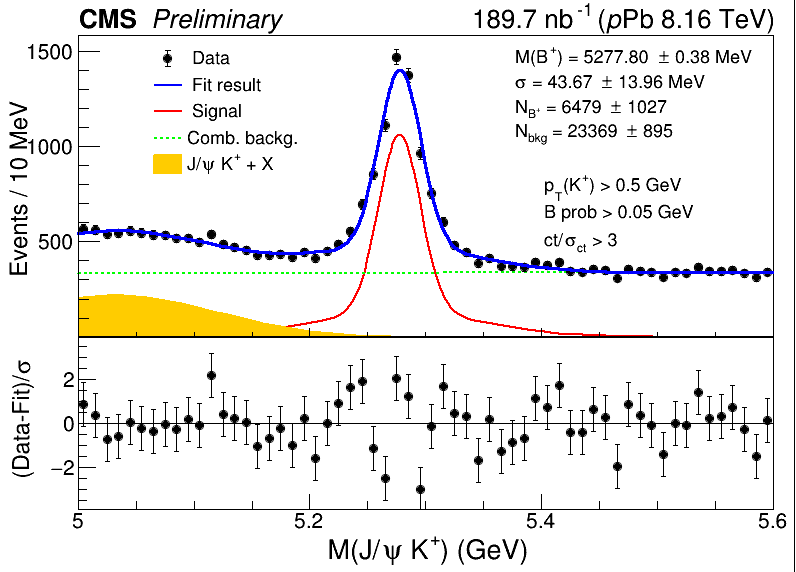 CMS Preliminary 189.7 nb⁻¹ (pPb 8.16 TeV)
1500
1000
500
Events / 10 MeV
Data
Fit result
Signal
Comb. backg.
J/ψ K⁺ + X
M(B⁺) = 5277.80 ± 0.38 MeV
σ = 43.67 ± 13.96 MeV
N_B⁺ = 6479 ± 1027
N_bkg = 23369 ± 895
p_T(K⁺) > 0.5 GeV
B prob > 0.05 GeV
ct/σ_ct > 3
2
0
−2
(Data-Fit)/σ
5 5.2 5.4 5.6
M(J/ψ K⁺) (GeV)